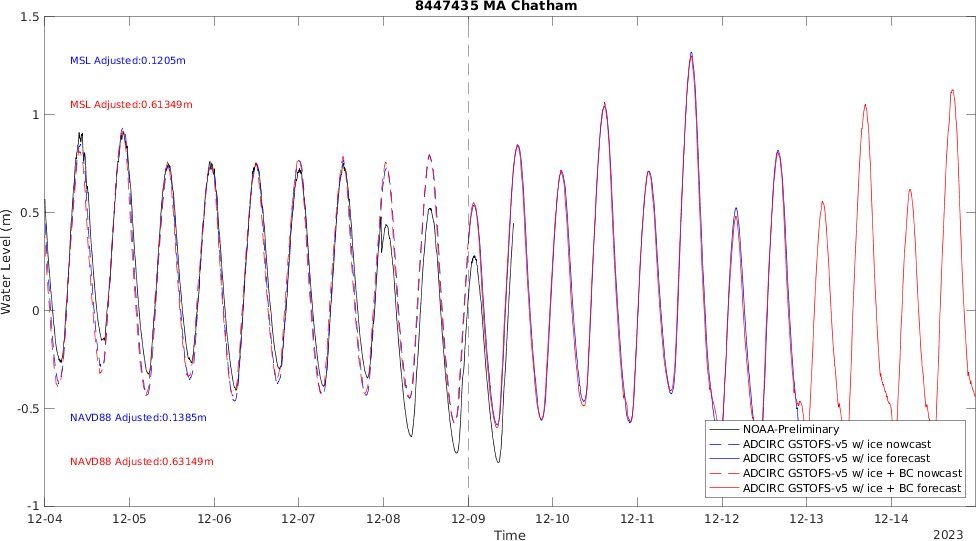 8447435 MA Chatham
1.5
1
0.5
0
-0.5
-1
Water Level (m)
MSL Adjusted:0.1205m
MSL Adjusted:0.61349m
NAVD88 Adjusted:0.1385m
NAVD88 Adjusted:0.63149m
NOAA-Preliminary
ADCIRC GSTOFS-v5 w/ ice nowcast
ADCIRC GSTOFS-v5 w/ ice forecast
ADCIRC GSTOFS-v5 w/ ice + BC nowcast
ADCIRC GSTOFS-v5 w/ ice + BC forecast
12-04 12-05 12-06 12-07 12-08 12-09 12-10 12-11 12-12 12-13 12-14
Time
2023